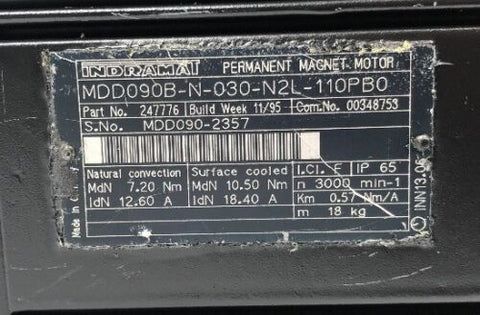 INDRAMAT PERMANENT MAGNET MOTOR
MDD090B-N-030-N2L-110PB0
Part No. 247776 Build Week 11/95 Com.No. 00348753
S.No. MDD090-2357
Natural convection Surface cooled I.Cl. F IP 65
MdN 7.20 Nm MdN 10.50 Nm n 3000 min-1
IdN 12.60 A IdN 18.40 A Km 0.57 Nm/A
m 18 kg
Made in
INN13.06